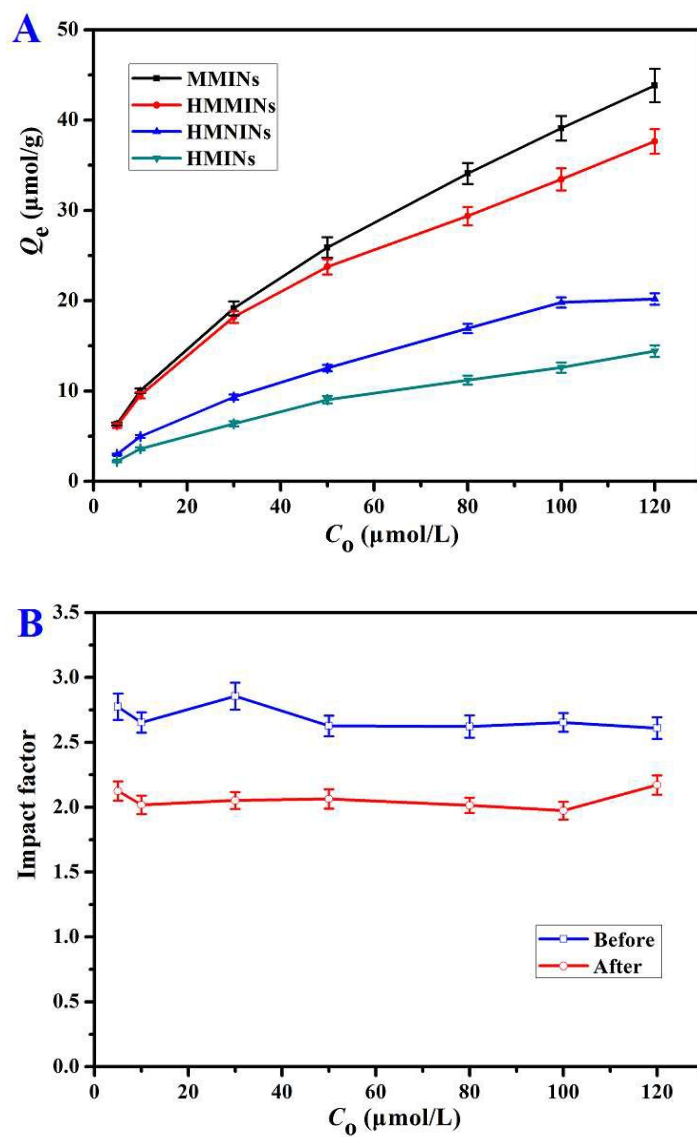 A
50
40
30
20
10
0
Qe (µmol/g)
MMINs
HMMINs
HMNINs
HMINs
0 20 40 60 80 100 120
Co (µmol/L)
B
3.5
3.0
2.5
2.0
1.5
1.0
0.5
0.0
Impact factor
Before
After
0 20 40 60 80 100 120
Co (µmol/L)